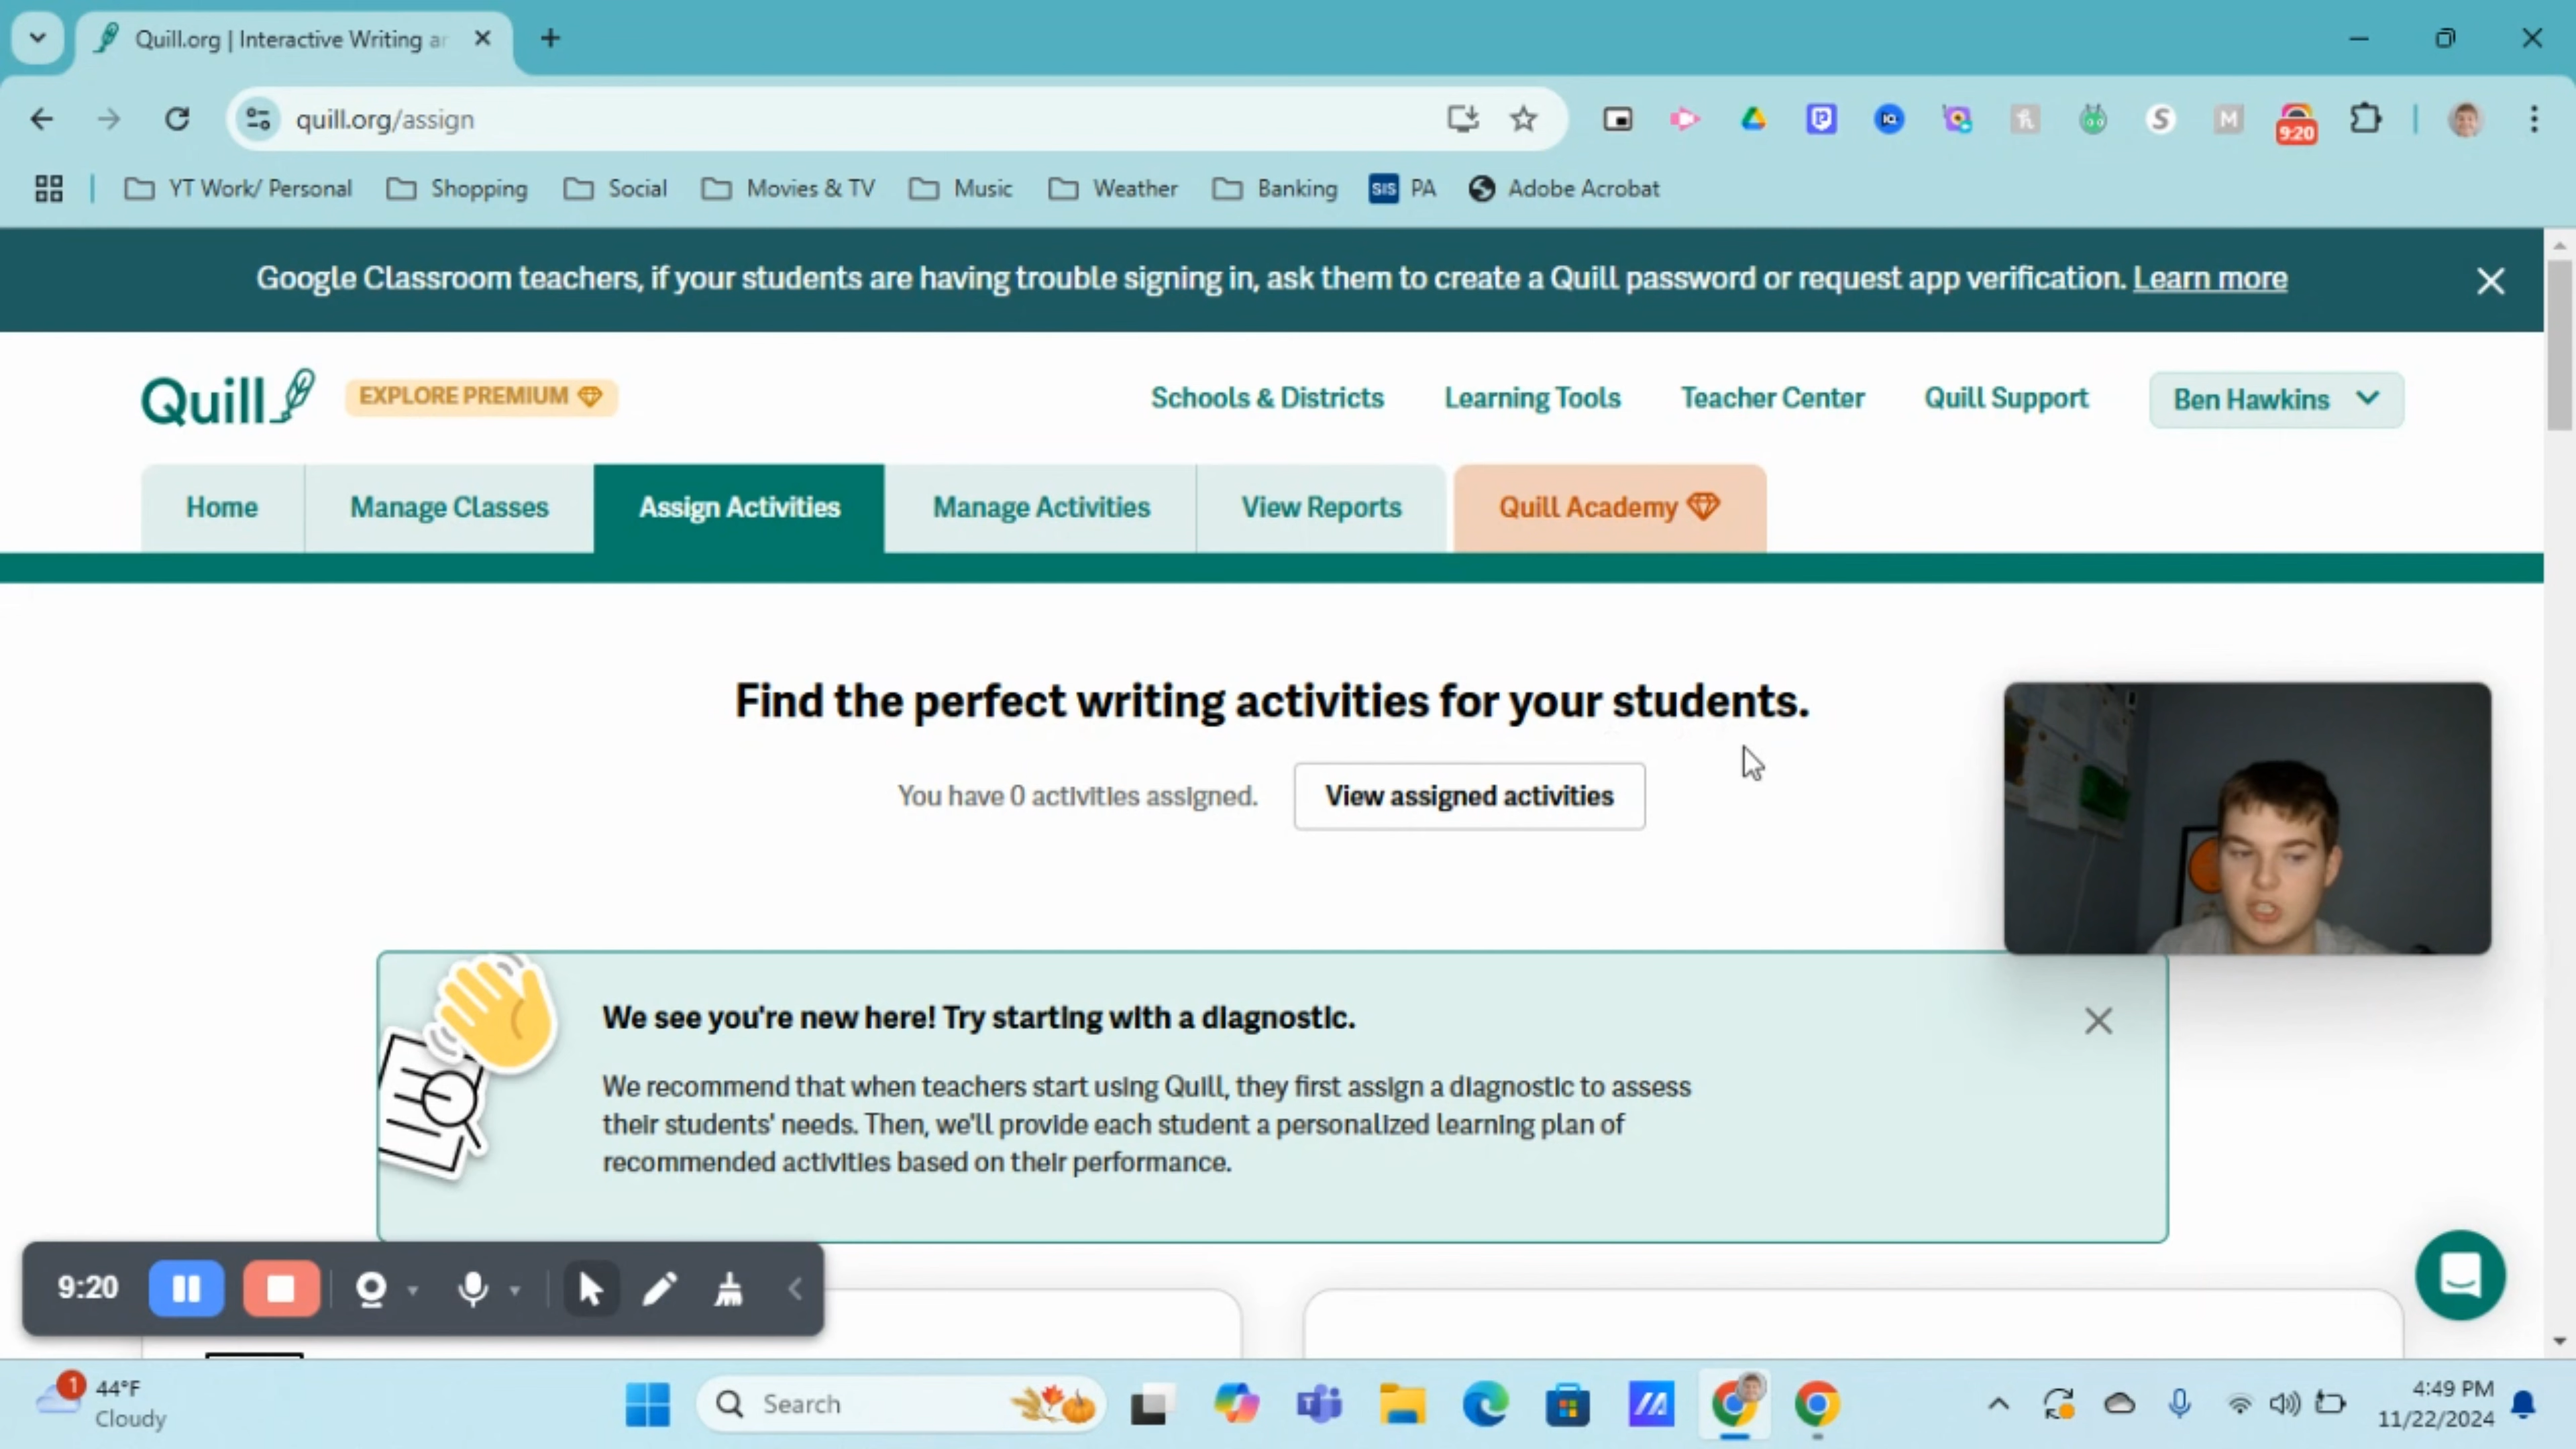 Quill.org | Interactive Writing ar
quill.org/assign
9:20
YT Work/ Personal
Shopping
Social
Movies & TV
Music
Weather
Banking
SIS
PA
Adobe Acrobat
Google Classroom teachers, if your students are having trouble signing in, ask them to create a Quill password or request app verification. Learn more
Quill
EXPLORE PREMIUM
Schools & Districts
Learning Tools
Teacher Center
Quill Support
Ben Hawkins
Home
Manage Classes
Assign Activities
Manage Activities
View Reports
Quill Academy
Find the perfect writing activities for your students.
You have 0 activities assigned.
View assigned activities
We see you're new here! Try starting with a diagnostic.
We recommend that when teachers start using Quill, they first assign a diagnostic to assess
their students' needs. Then, we'll provide each student a personalized learning plan of
recommended activities based on their performance.
9:20
1
44°F
Cloudy
Search
4:49 PM
11/22/2024